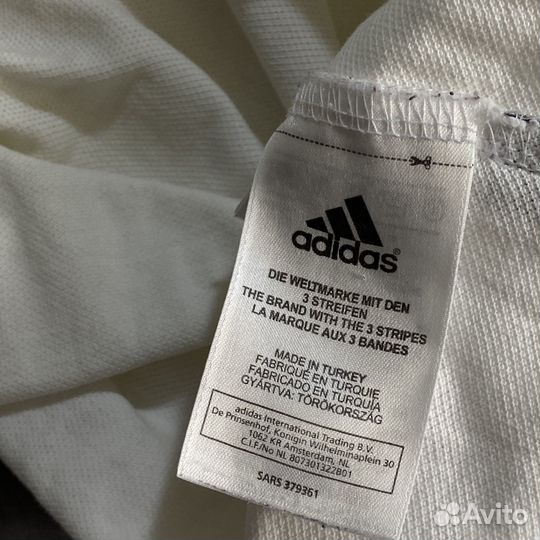 adidas®
DIE WELTMARKE MIT DEN
3 STREIFEN
THE BRAND WITH THE 3 STRIPES
LA MARQUE AUX 3 BANDES
MADE IN TURKEY
FABRIQUÉ EN TURQUIE
FABRICADO EN TURQUÍA
GYÁRTVA: TÖRÖKORSZÁG
adidas International Trading B.V.
De Prinsenhof, Konigin Wilhelminaplein 30
1062 KR Amsterdam, NL
C.I.F./No NL 807301322B01
SARS 379361
Avito